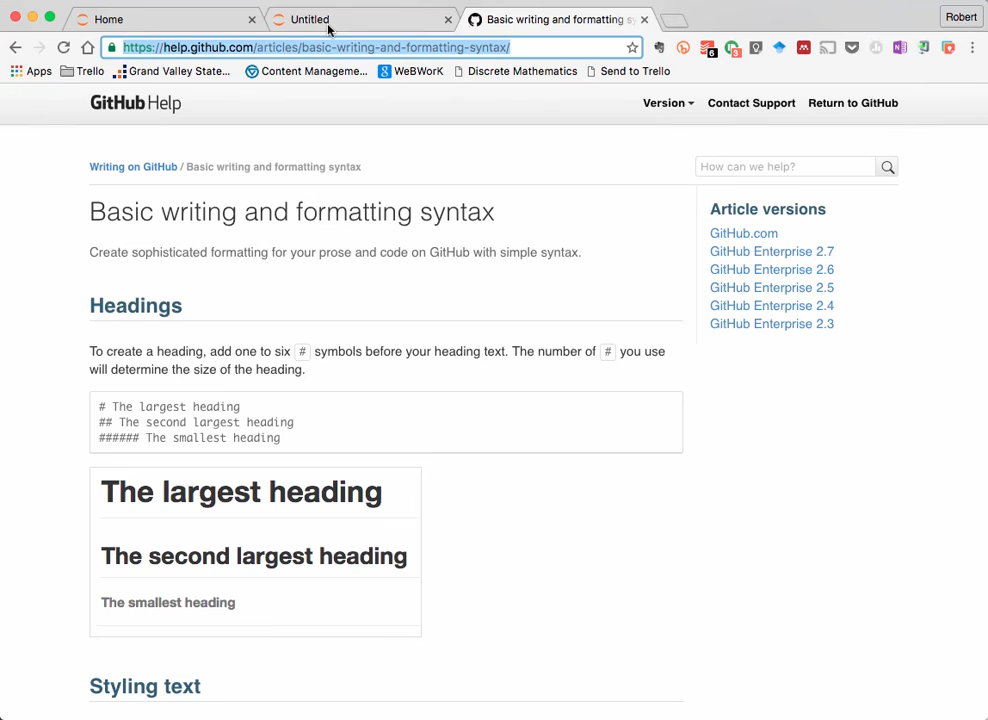 Home
Untitled
Basic writing and formatting s
Robert
https://help.github.com/articles/basic-writing-and-formatting-syntax/
6
Apps
Trello
Grand Valley State...
Content Manageme...
WeBWorK
Discrete Mathematics
Send to Trello
GitHub Help
Version
Contact Support
Return to GitHub
Writing on GitHub / Basic writing and formatting syntax
How can we help?
Basic writing and formatting syntax
Create sophisticated formatting for your prose and code on GitHub with simple syntax.
Article versions
GitHub.com
GitHub Enterprise 2.7
GitHub Enterprise 2.6
GitHub Enterprise 2.5
GitHub Enterprise 2.4
GitHub Enterprise 2.3
Headings
To create a heading, add one to six # symbols before your heading text. The number of # you use
will determine the size of the heading.
# The largest heading
## The second largest heading
###### The smallest heading
The largest heading
The second largest heading
The smallest heading
Styling text